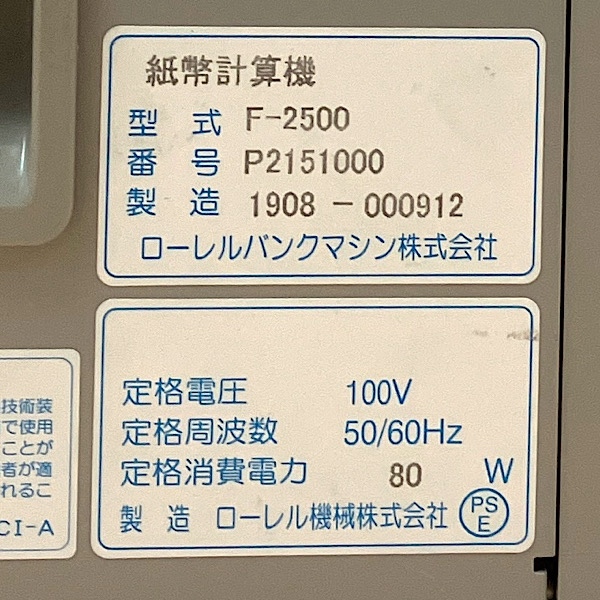 紙幣計算機
型 式 F-2500
番 号 P2151000
製 造 1908 - 000912
ローレルバンクマシン株式会社
定格電圧 100V
定格周波数 50/60Hz
定格消費電力 80 W
製 造 ローレル機械株式会社 PSE
技術装
で使用
ことが
者が適
れるこ
CI-A